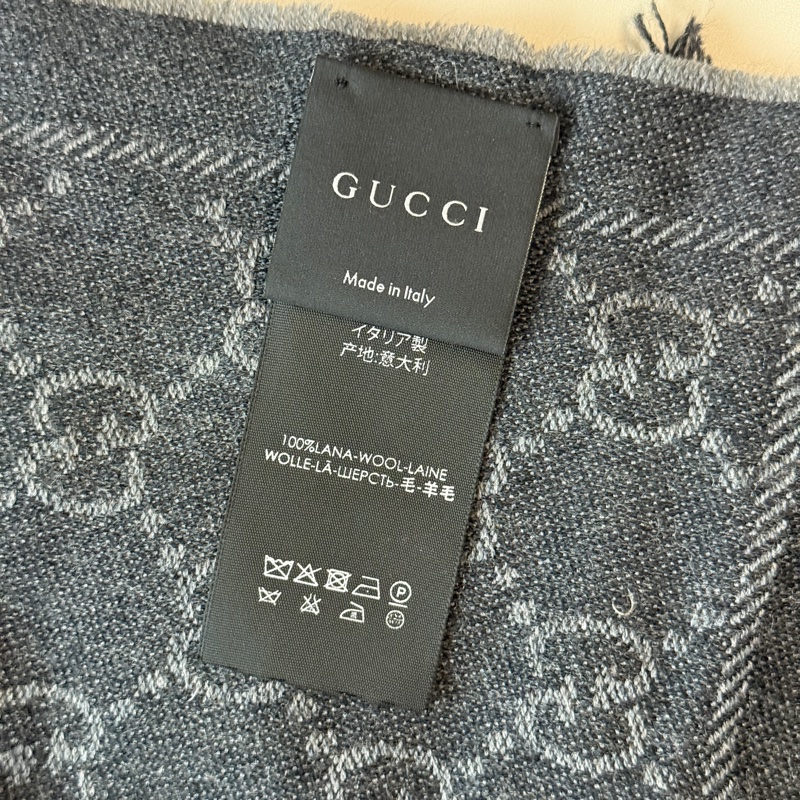 GUCCI
Made in Italy
イタリア製
产地:意大利
100%LANA-WOOL-LAINE
WOLLE-LÃ-ШЕРСТЬ-毛-羊毛
P